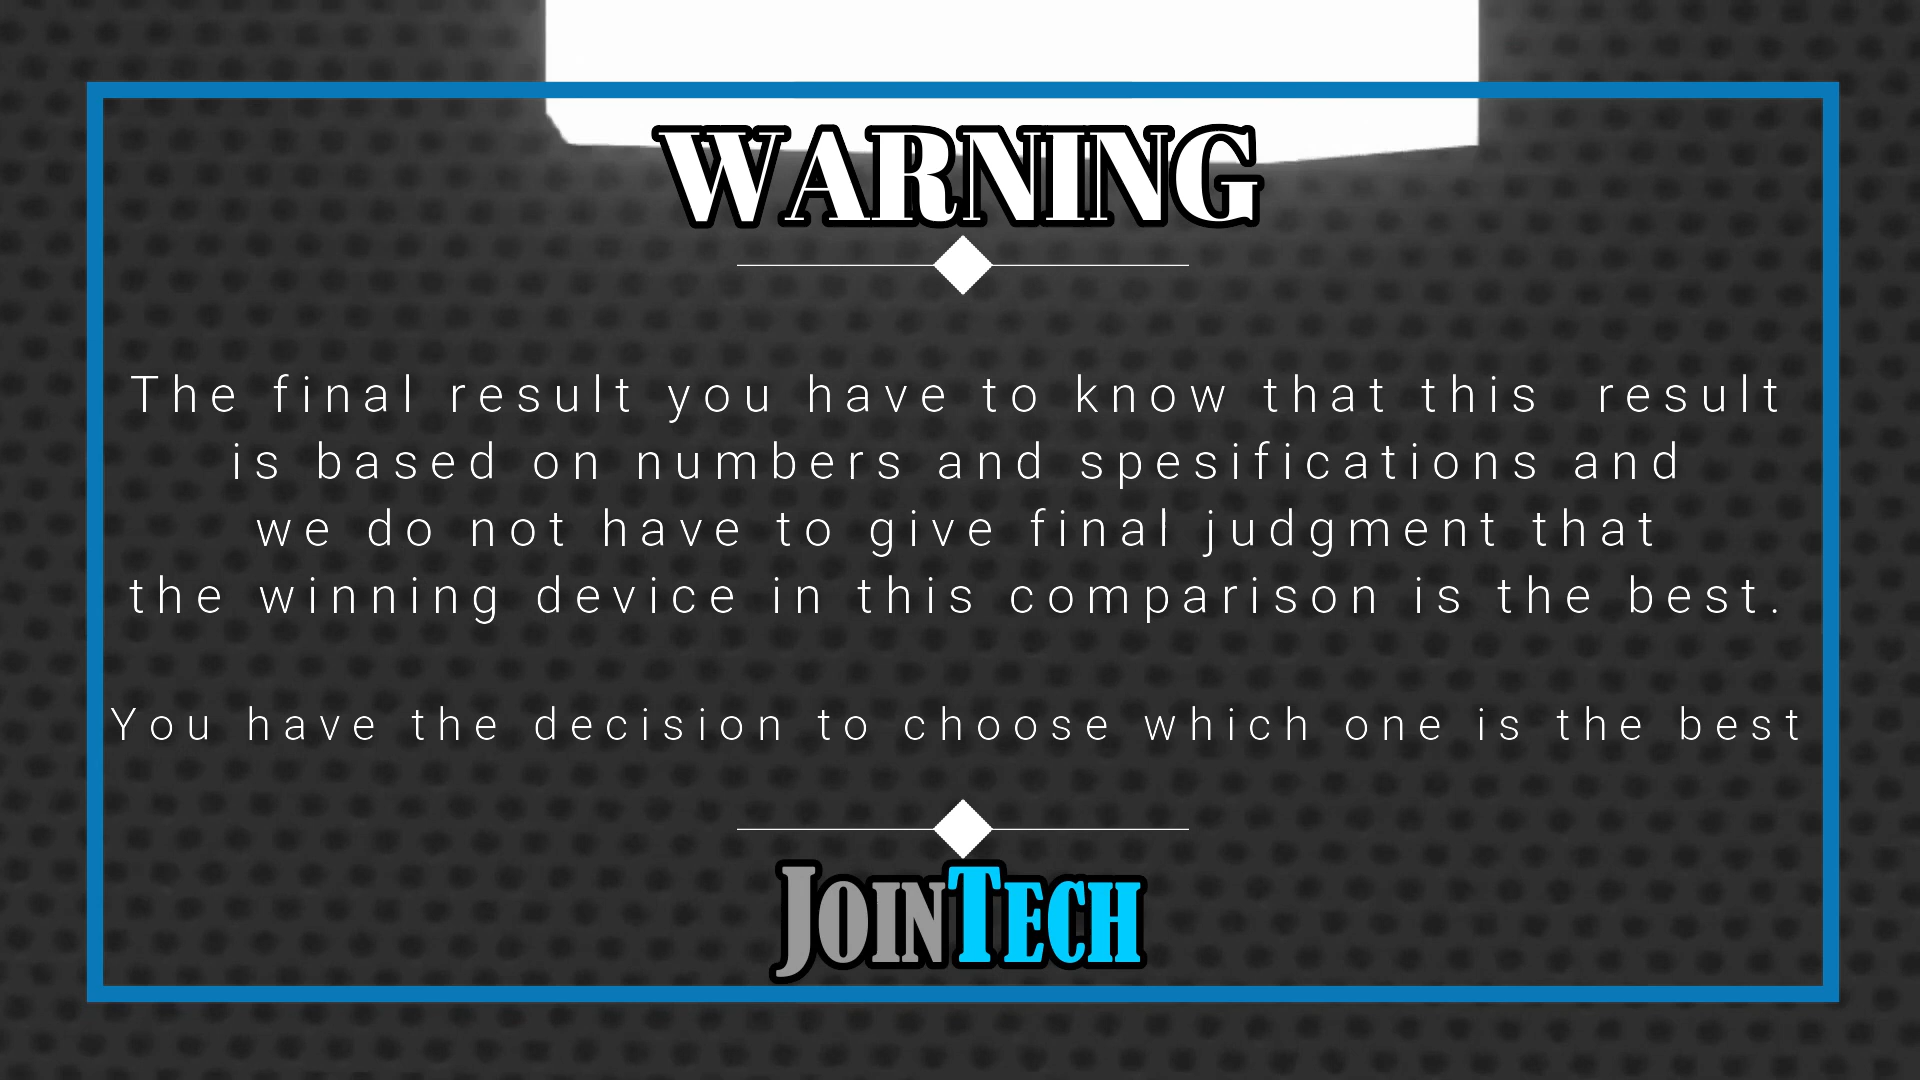 WARNING
The final result you have to know that this result
is based on numbers and spesifications and
we do not have to give final judgment that
the winning device in this comparison is the best.
You have the decision to choose which one is the best
JOINTECH